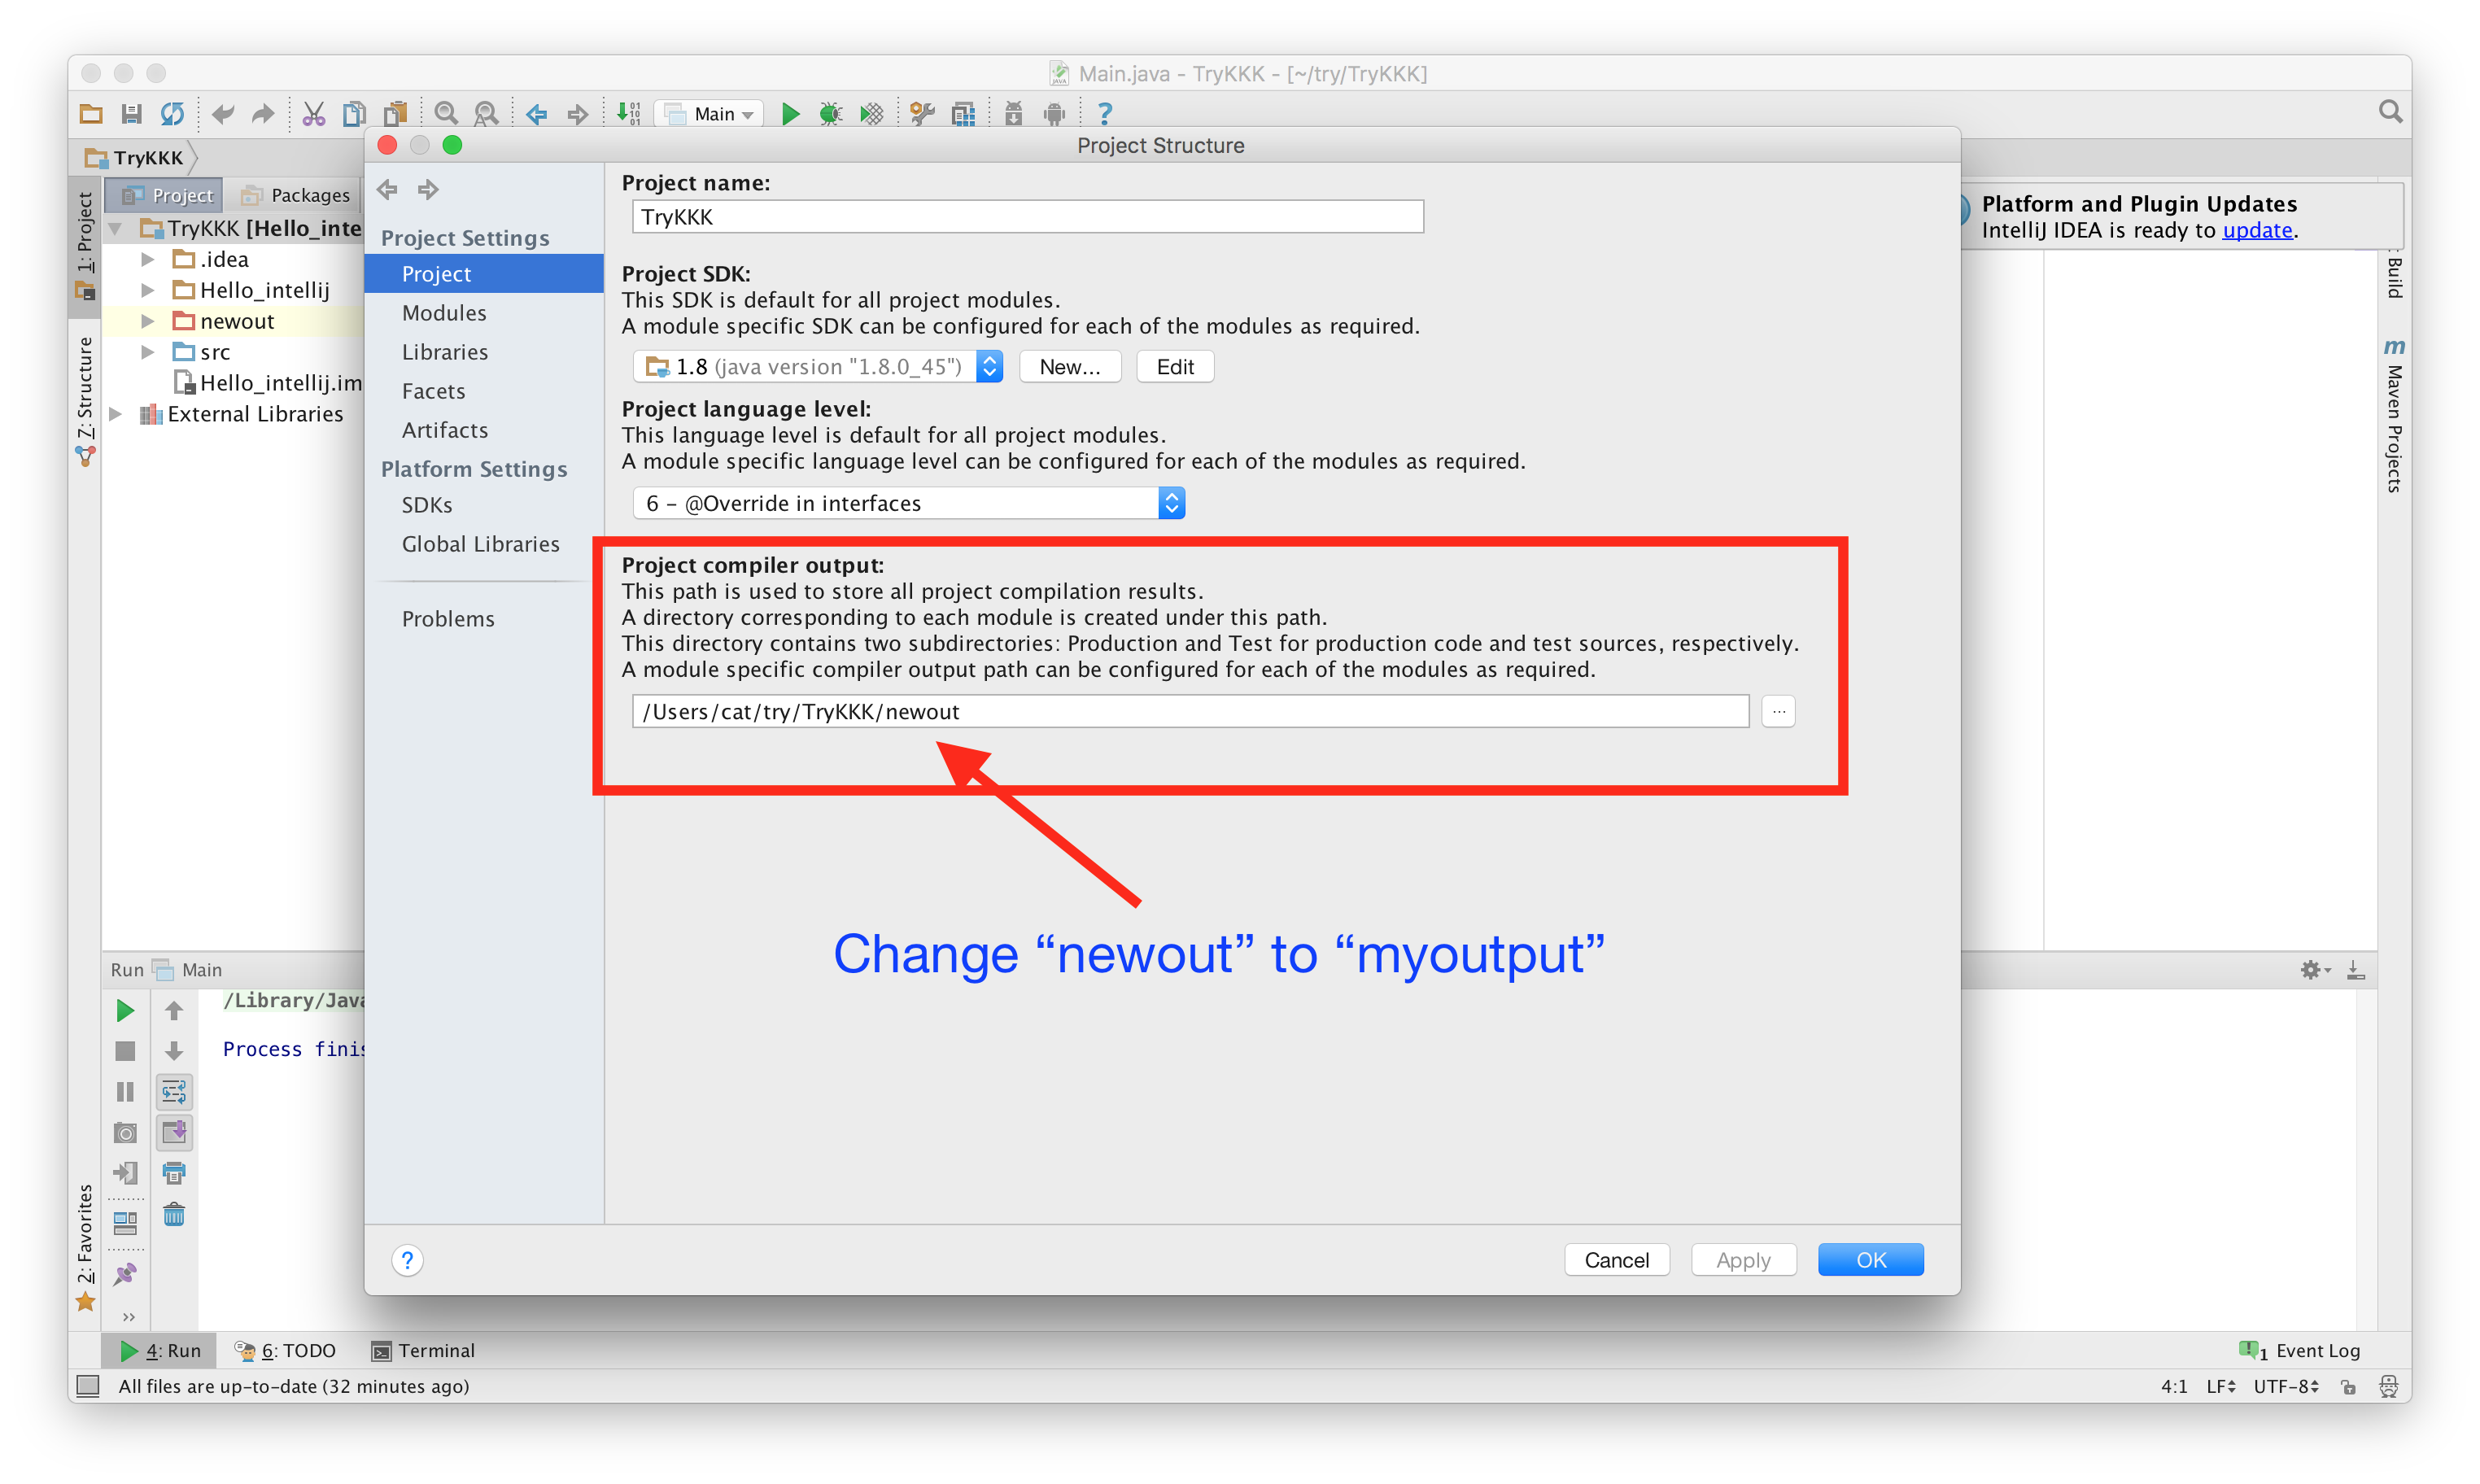 Main.java - TryKKK - [~/try/TryKKK]
Main
TryKKK
Project Structure
1: Project
Project
Packages
TryKKK [Hello_inte
.idea
Hello_intellij
newout
src
Hello_intellij.im
External Libraries
7: Structure
Project Settings
Project
Modules
Libraries
Facets
Artifacts
Platform Settings
SDKs
Global Libraries
Problems
Project name:
TryKKK
Project SDK:
This SDK is default for all project modules.
A module specific SDK can be configured for each of the modules as required.
1.8 (java version "1.8.0_45")
New...
Edit
Project language level:
This language level is default for all project modules.
A module specific language level can be configured for each of the modules as required.
6 – @Override in interfaces
Project compiler output:
This path is used to store all project compilation results.
A directory corresponding to each module is created under this path.
This directory contains two subdirectories: Production and Test for production code and test sources, respectively.
A module specific compiler output path can be configured for each of the modules as required.
/Users/cat/try/TryKKK/newout
...
Change “newout” to “myoutput”
Platform and Plugin Updates
IntelliJ IDEA is ready to update.
Build
m
Maven Projects
Run Main
/Library/Java
Process finis
2: Favorites
»
?
Cancel
Apply
OK
4: Run
6: TODO
Terminal
1 Event Log
All files are up-to-date (32 minutes ago)
4:1
LF
UTF-8